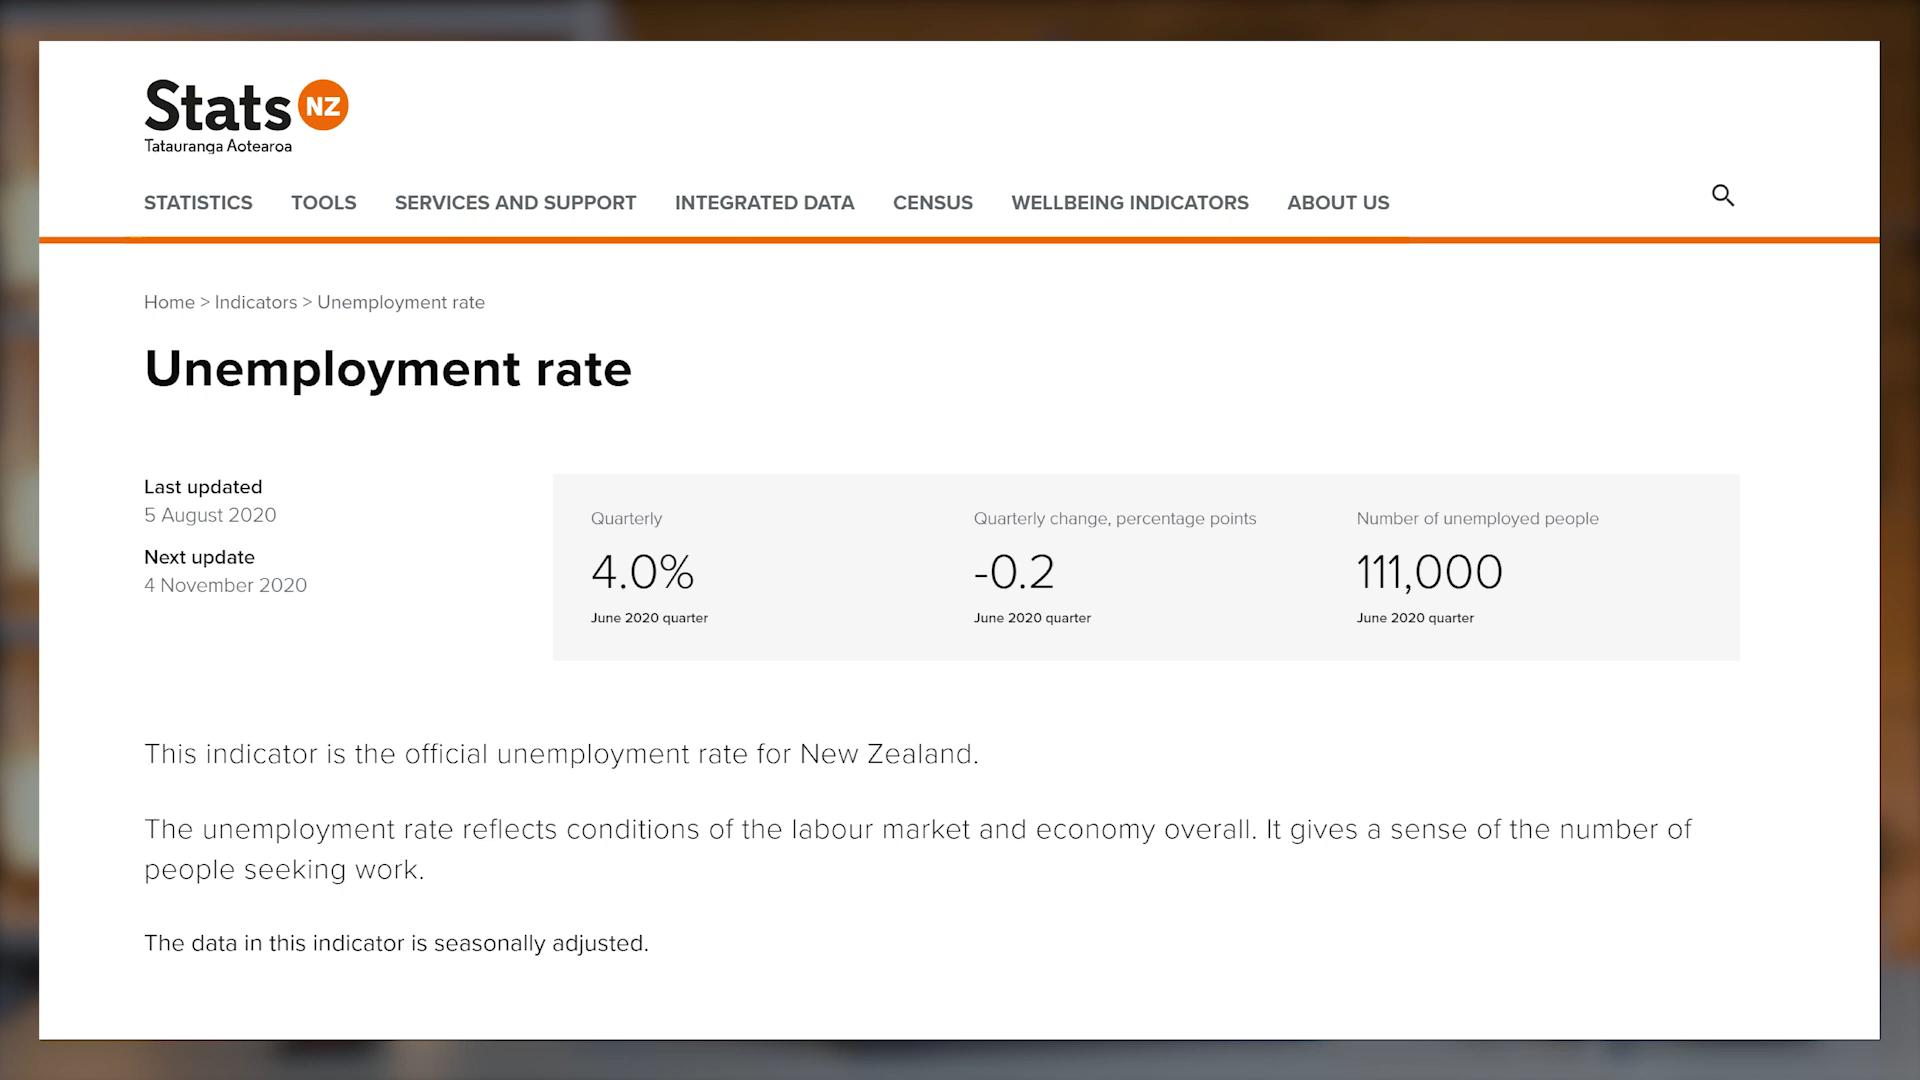 Stats NZ
Tatauranga Aotearoa
STATISTICS TOOLS SERVICES AND SUPPORT INTEGRATED DATA CENSUS WELLBEING INDICATORS ABOUT US
Home > Indicators > Unemployment rate
Unemployment rate
Last updated
5 August 2020
Next update
4 November 2020
Quarterly
4.0%
June 2020 quarter
Quarterly change, percentage points
-0.2
June 2020 quarter
Number of unemployed people
111,000
June 2020 quarter
This indicator is the official unemployment rate for New Zealand.
The unemployment rate reflects conditions of the labour market and economy overall. It gives a sense of the number of
people seeking work.
The data in this indicator is seasonally adjusted.